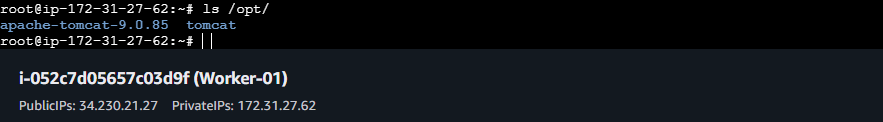 root@ip-172-31-27-62:~# ls /opt/
apache-tomcat-9.0.85  tomcat
root@ip-172-31-27-62:~#
i-052c7d05657c03d9f (Worker-01)
PublicIPs: 34.230.21.27    PrivateIPs: 172.31.27.62